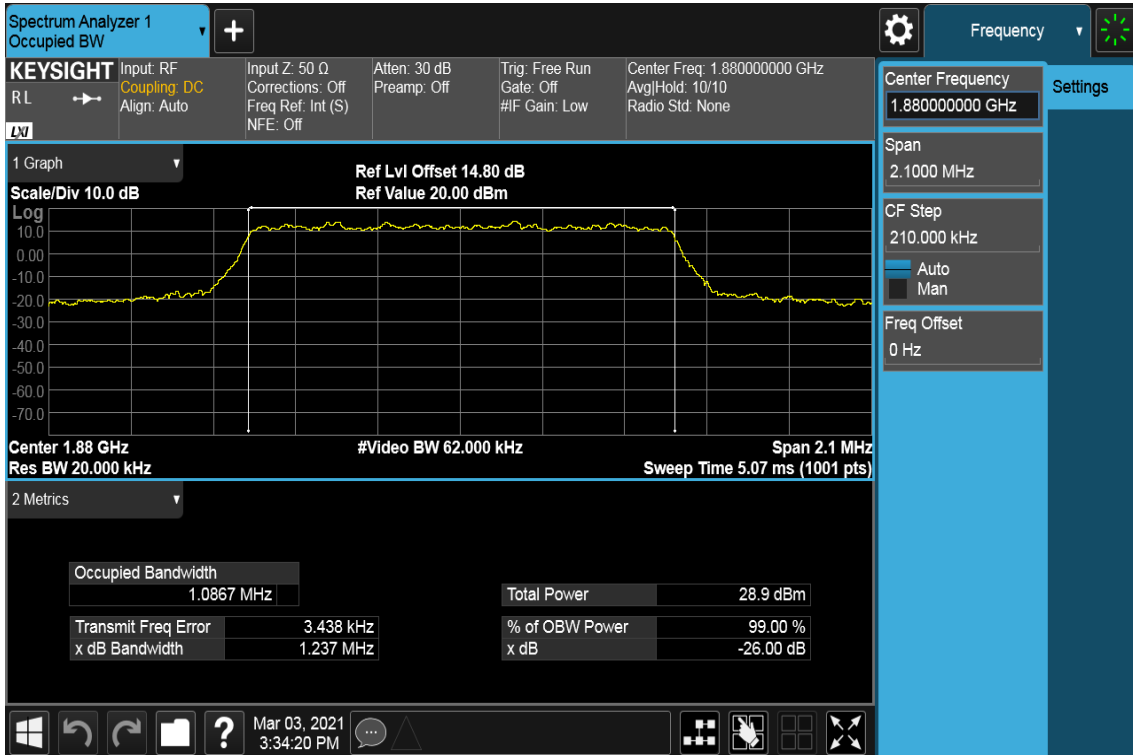 Spectrum Analyzer 1
Occupied BW
Frequency
KEYSIGHT
R L
LXI
Input: RF
Coupling: DC
Align: Auto
Input Z: 50 Ω
Corrections: Off
Freq Ref: Int (S)
NFE: Off
Atten: 30 dB
Preamp: Off
Trig: Free Run
Gate: Off
#IF Gain: Low
Center Freq: 1.880000000 GHz
Avg|Hold: 10/10
Radio Std: None
Center Frequency
1.880000000 GHz
Settings
Span
2.1000 MHz
CF Step
210.000 kHz
Auto
Man
Freq Offset
0 Hz
1 Graph
Scale/Div 10.0 dB
Ref Lvl Offset 14.80 dB
Ref Value 20.00 dBm
Log
10.0
0.00
-10.0
-20.0
-30.0
-40.0
-50.0
-60.0
-70.0
Center 1.88 GHz
#Video BW 62.000 kHz
Span 2.1 MHz
Res BW 20.000 kHz
Sweep Time 5.07 ms (1001 pts)
2 Metrics
Occupied Bandwidth
1.0867 MHz
Total Power 28.9 dBm
Transmit Freq Error 3.438 kHz
% of OBW Power 99.00 %
x dB Bandwidth 1.237 MHz
x dB -26.00 dB
?
Mar 03, 2021
3:34:20 PM